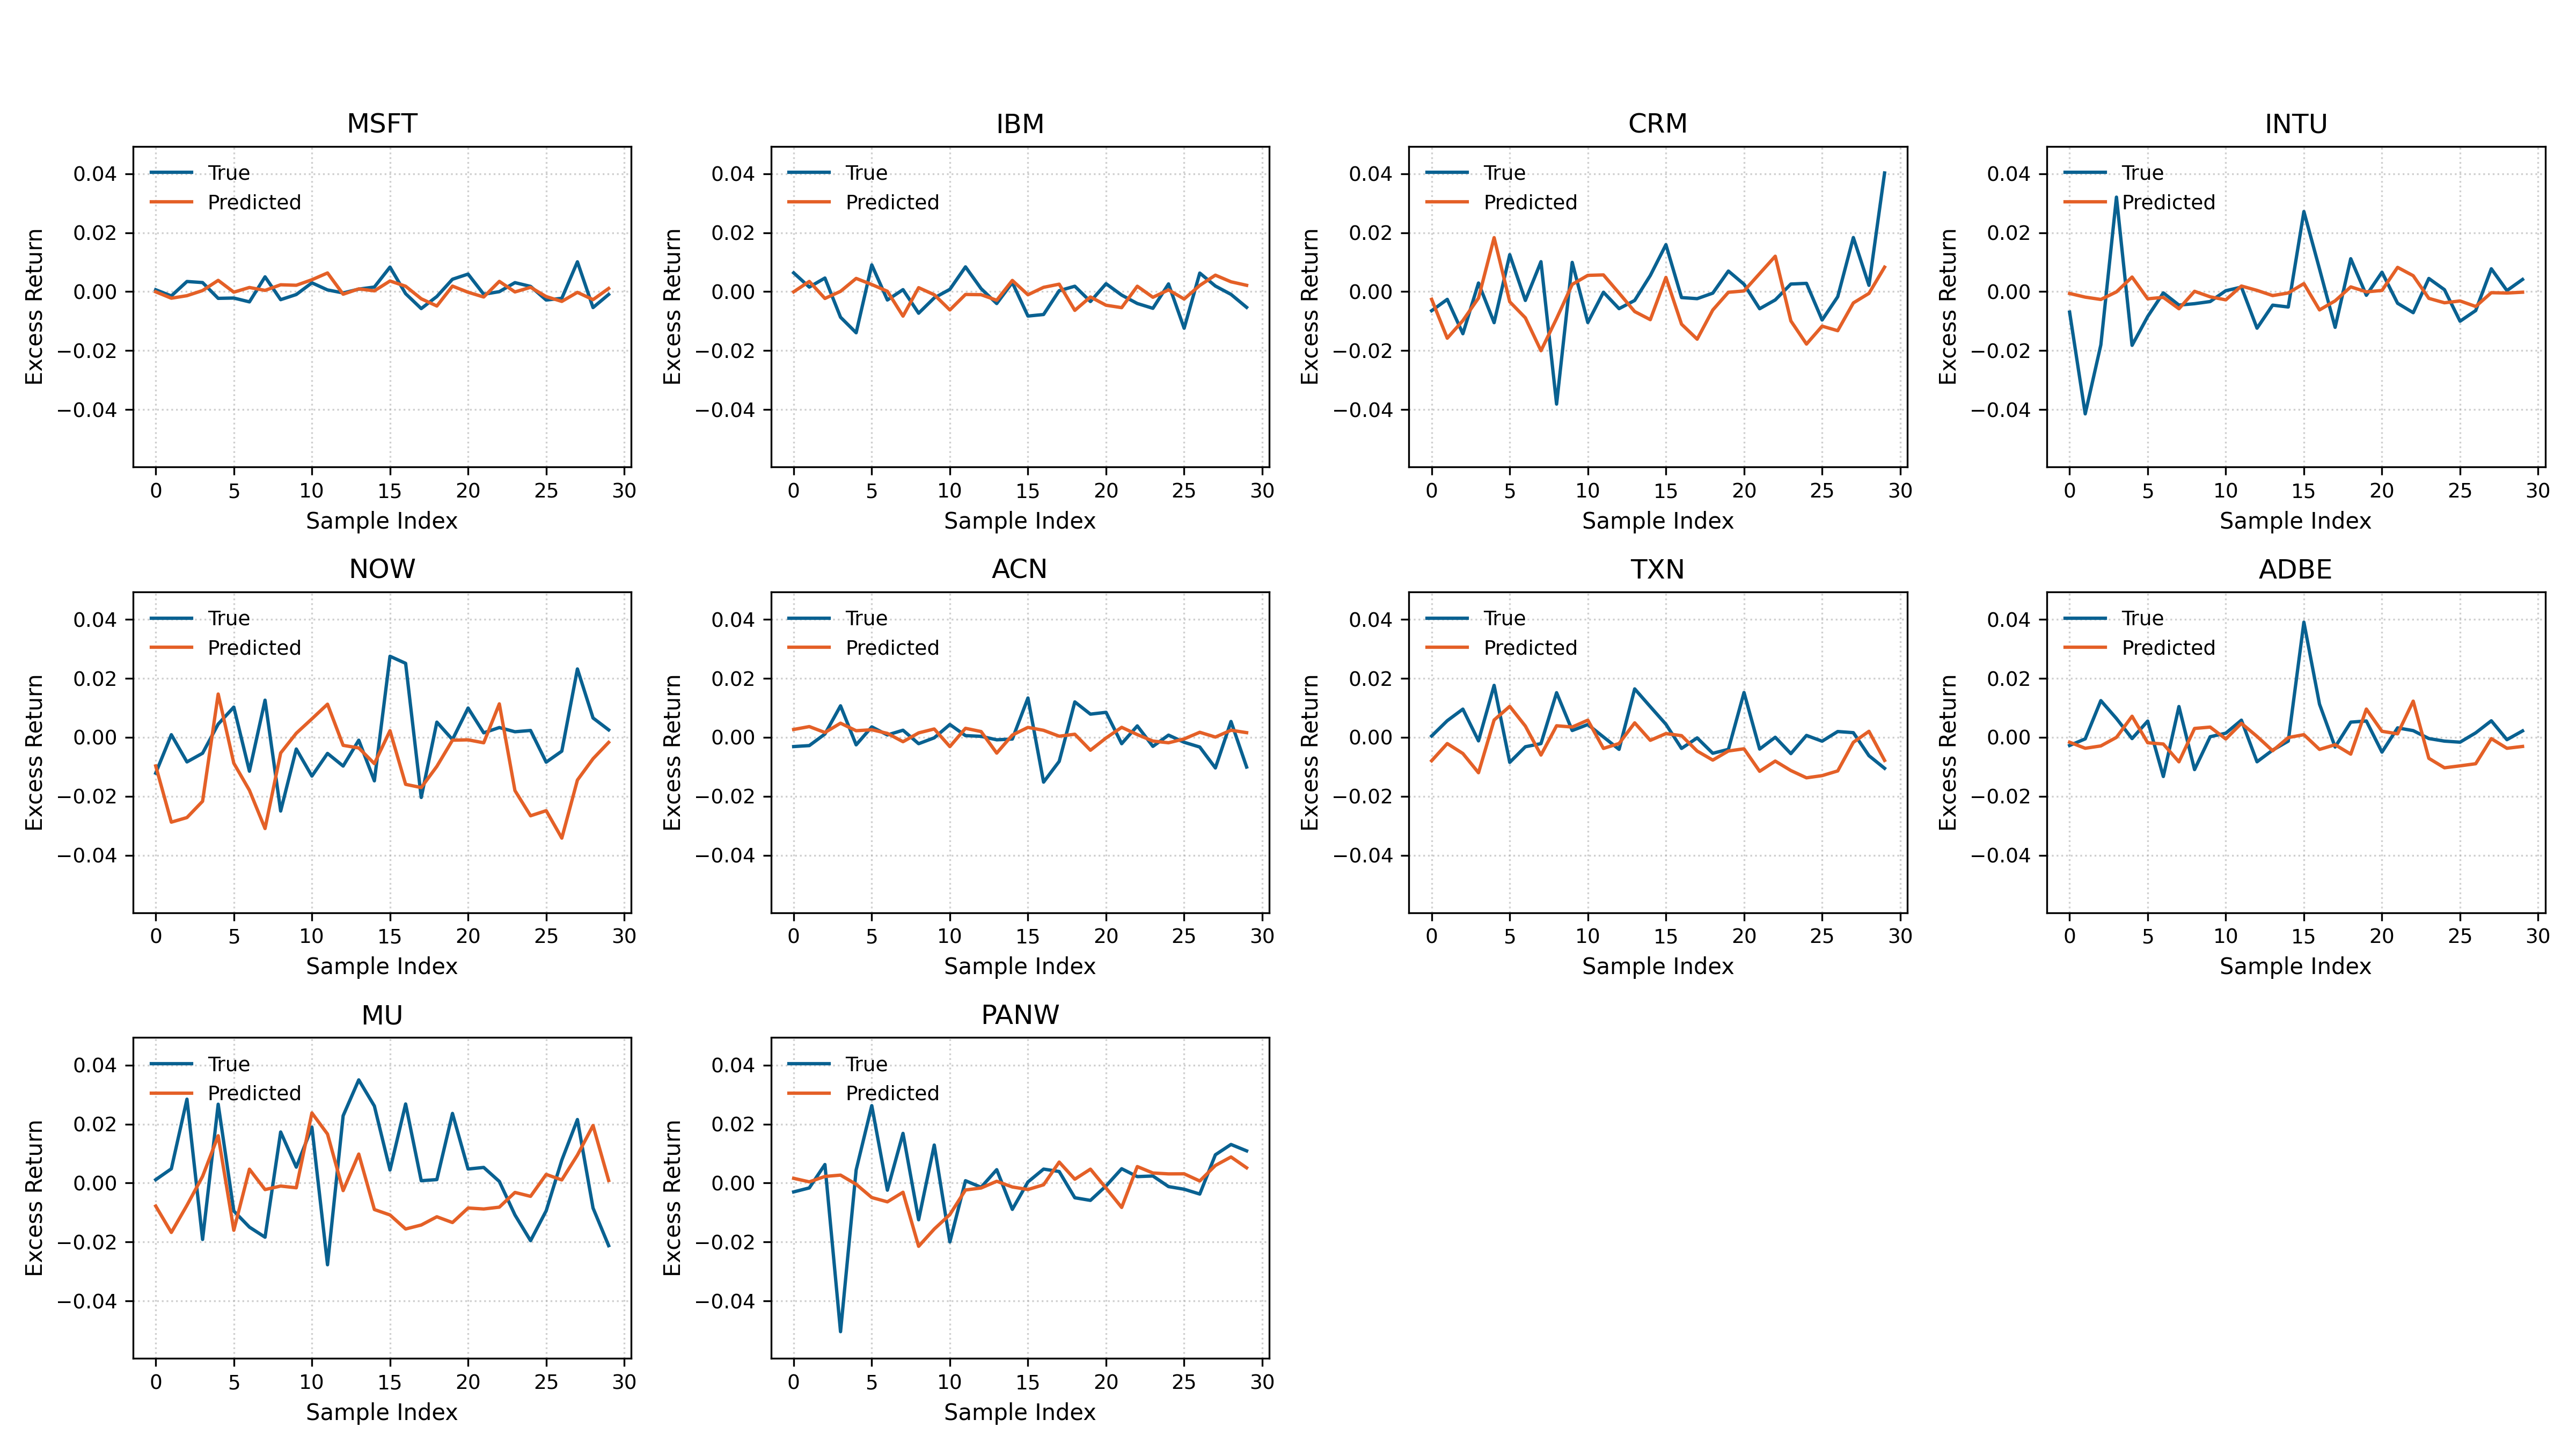 MSFT
True
Predicted
Excess Return
0.04
0.02
0.00
−0.02
−0.04
0 5 10 15 20 25 30
Sample Index
IBM
True
Predicted
Excess Return
0.04
0.02
0.00
−0.02
−0.04
0 5 10 15 20 25 30
Sample Index
CRM
True
Predicted
Excess Return
0.04
0.02
0.00
−0.02
−0.04
0 5 10 15 20 25 30
Sample Index
INTU
True
Predicted
Excess Return
0.04
0.02
0.00
−0.02
−0.04
0 5 10 15 20 25 30
Sample Index
NOW
True
Predicted
Excess Return
0.04
0.02
0.00
−0.02
−0.04
0 5 10 15 20 25 30
Sample Index
ACN
True
Predicted
Excess Return
0.04
0.02
0.00
−0.02
−0.04
0 5 10 15 20 25 30
Sample Index
TXN
True
Predicted
Excess Return
0.04
0.02
0.00
−0.02
−0.04
0 5 10 15 20 25 30
Sample Index
ADBE
True
Predicted
Excess Return
0.04
0.02
0.00
−0.02
−0.04
0 5 10 15 20 25 30
Sample Index
MU
True
Predicted
Excess Return
0.04
0.02
0.00
−0.02
−0.04
0 5 10 15 20 25 30
Sample Index
PANW
True
Predicted
Excess Return
0.04
0.02
0.00
−0.02
−0.04
0 5 10 15 20 25 30
Sample Index